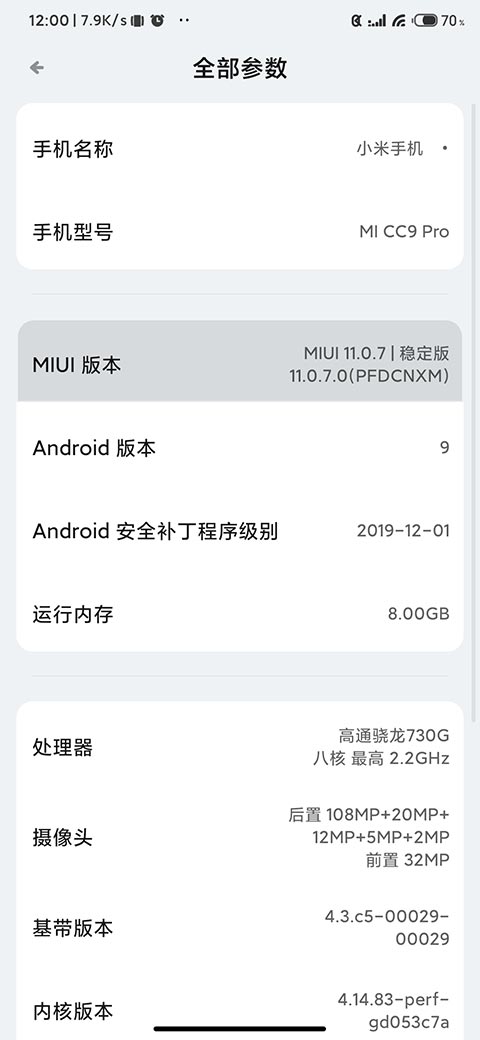 12:00 | 7.9K/s
70%
全部参数
手机名称
小米手机
手机型号
MI CC9 Pro
MIUI 版本
MIUI 11.0.7 | 稳定版
11.0.7.0(PFDCNXM)
Android 版本
9
Android 安全补丁程序级别
2019-12-01
运行内存
8.00GB
处理器
高通骁龙730G
八核 最高 2.2GHz
摄像头
后置 108MP+20MP+
12MP+5MP+2MP
前置 32MP
基带版本
4.3.c5-00029-
00029
内核版本
4.14.83-perf-
gd053c7a